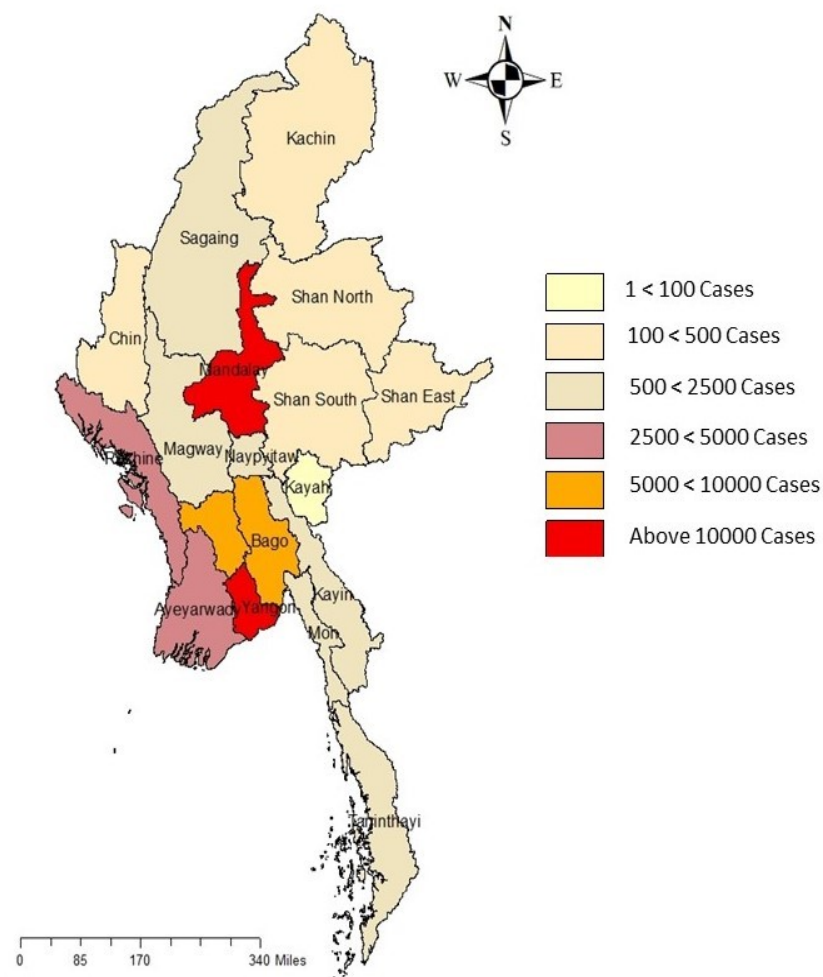 N
W E
S
Kachin
Sagaing
Shan North
Chin
Mandalay
Shan South
Shan East
Magway
Naypyitaw
Rakhine
Kayah
Bago
Ayeyarwady
Yangon
Kayin
Mon
Tanintharyi
1 < 100 Cases
100 < 500 Cases
500 < 2500 Cases
2500 < 5000 Cases
5000 < 10000 Cases
Above 10000 Cases
0 85 170 340 Miles